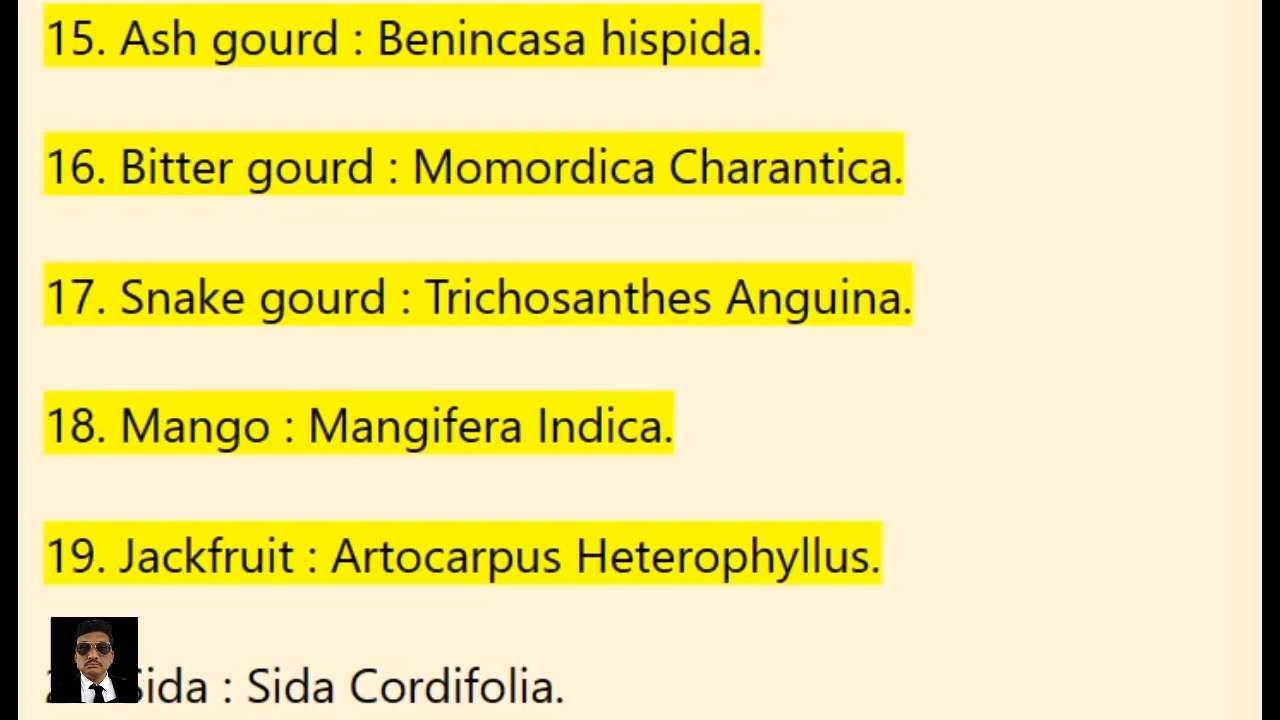 15. Ash gourd : Benincasa hispida.
16. Bitter gourd : Momordica Charantica.
17. Snake gourd : Trichosanthes Anguina.
18. Mango : Mangifera Indica.
19. Jackfruit : Artocarpus Heterophyllus.
Sida : Sida Cordifolia.